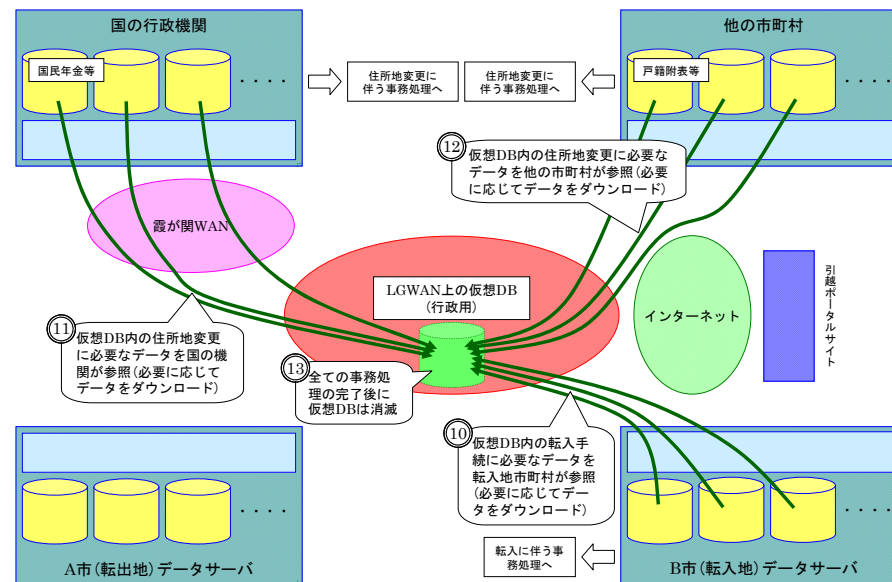 国の行政機関
国民年金等
・・・・
住所地変更に
伴う事務処理へ
住所地変更に
伴う事務処理へ
他の市町村
戸籍附表等
・・・・
⑫
仮想DB内の住所地変更に必要な
データを他の市町村が参照(必要
に応じてデータをダウンロード)
霞が関WAN
LGWAN上の仮想DB
(行政用)
インターネット
引越ポータルサイト
⑪
仮想DB内の住所地変更
に必要なデータを国の機
関が参照(必要に応じて
データをダウンロード)
⑬
全ての事務処
理の完了後に
仮想DBは消滅
⑩
仮想DB内の転入手
続に必要なデータを
転入地市町村が参照
(必要に応じてデー
タをダウンロード)
・・・・
A市(転出地)データサーバ
転入に伴う事
務処理へ
・・・・
B市(転入地)データサーバ